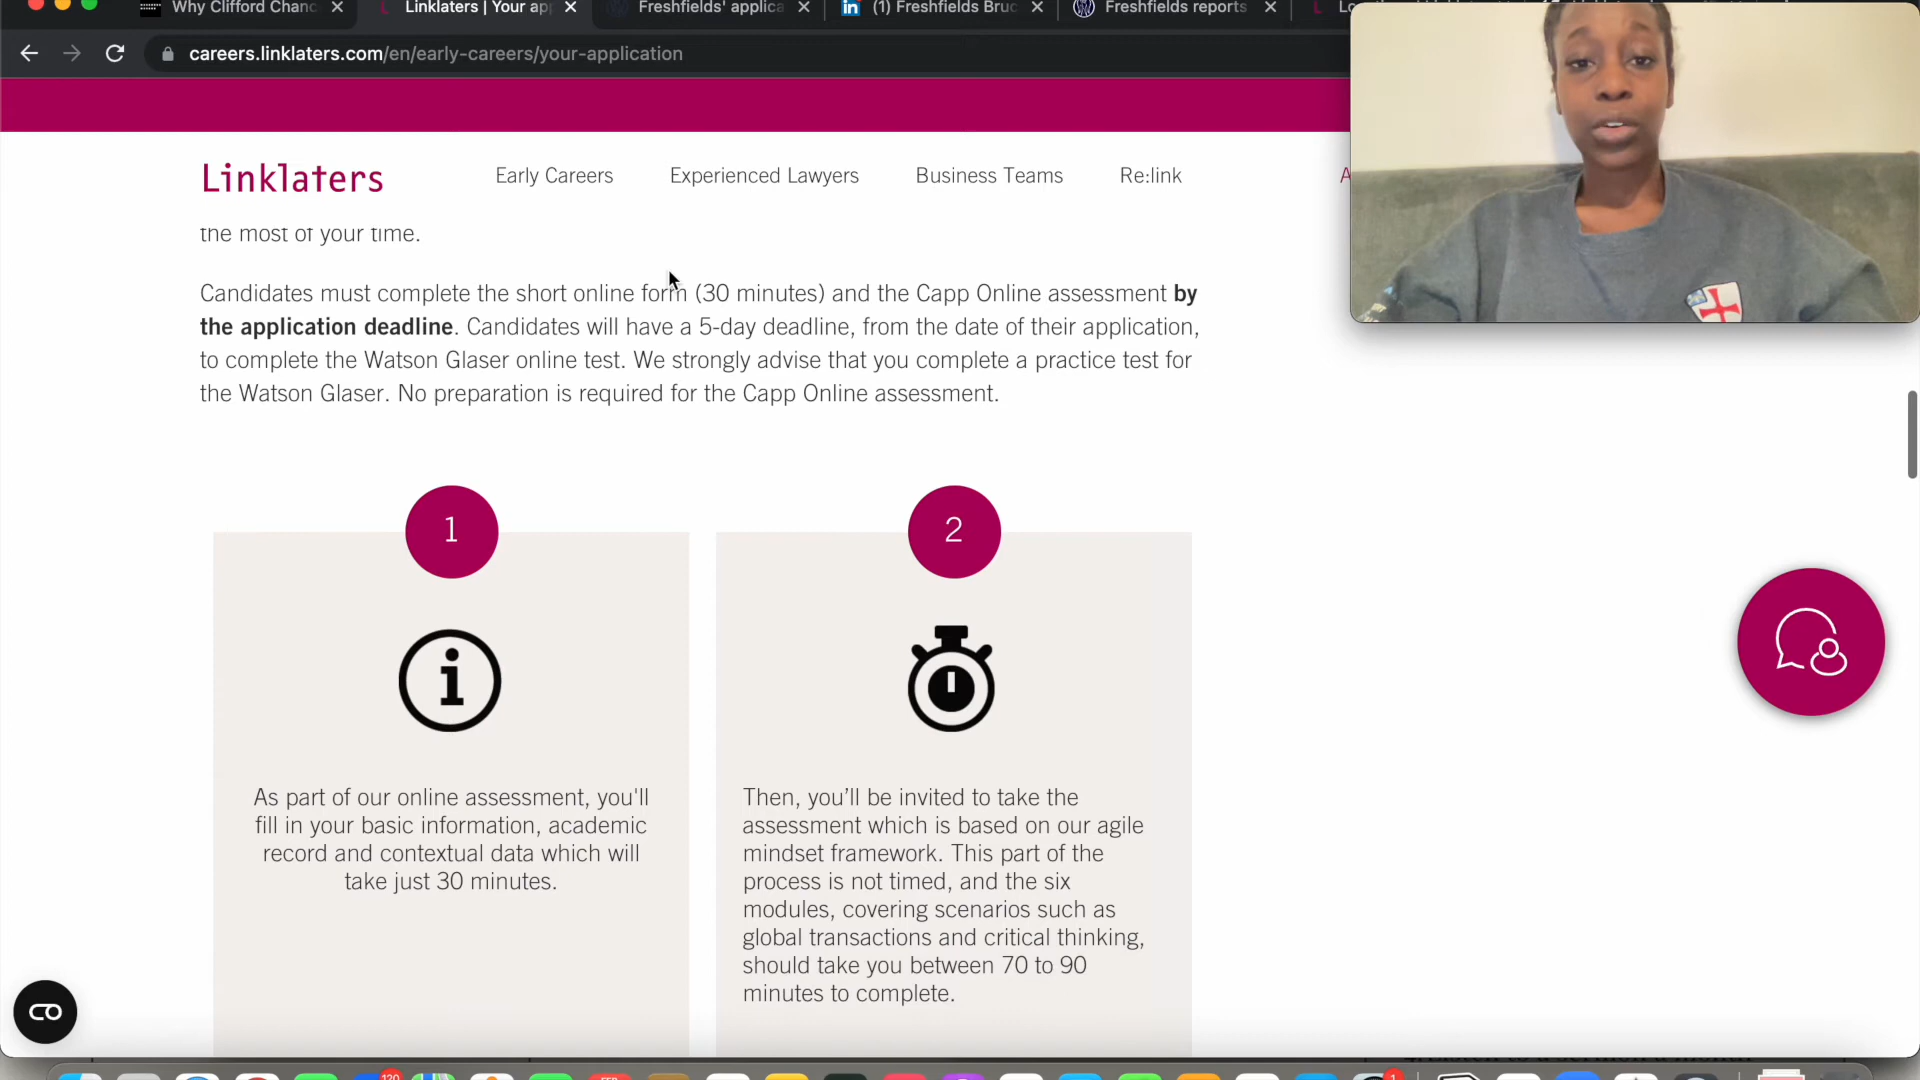 Why Clifford Chanc
Linklaters | Your app
Freshfields' applica
(1) Freshfields Bruc
Freshfields reports
careers.linklaters.com/en/early-careers/your-application
Linklaters
Early Careers
Experienced Lawyers
Business Teams
Re:link
A
the most of your time.
Candidates must complete the short online form (30 minutes) and the Capp Online assessment by
the application deadline. Candidates will have a 5-day deadline, from the date of their application,
to complete the Watson Glaser online test. We strongly advise that you complete a practice test for
the Watson Glaser. No preparation is required for the Capp Online assessment.
1
2
As part of our online assessment, you'll
fill in your basic information, academic
record and contextual data which will
take just 30 minutes.
Then, you’ll be invited to take the
assessment which is based on our agile
mindset framework. This part of the
process is not timed, and the six
modules, covering scenarios such as
global transactions and critical thinking,
should take you between 70 to 90
minutes to complete.
120
1